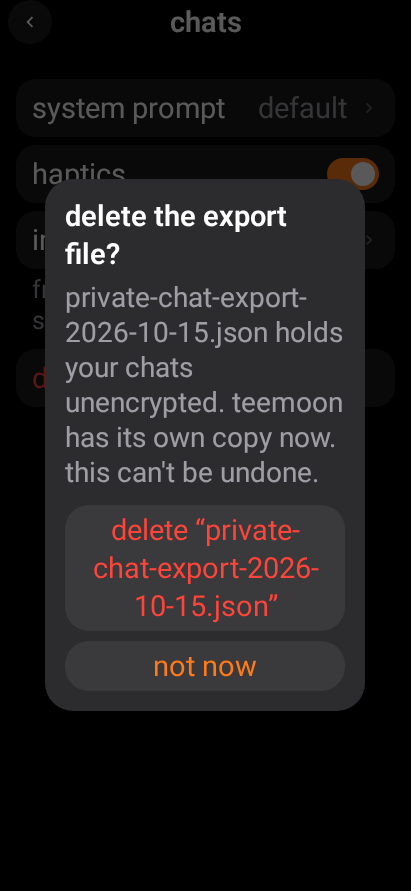 chats
system prompt default
haptics
delete the export
file?
private-chat-export-
2026-10-15.json holds
your chats
unencrypted. teemoon
has its own copy now.
this can't be undone.
delete “private-
chat-export-2026-
10-15.json”
not now